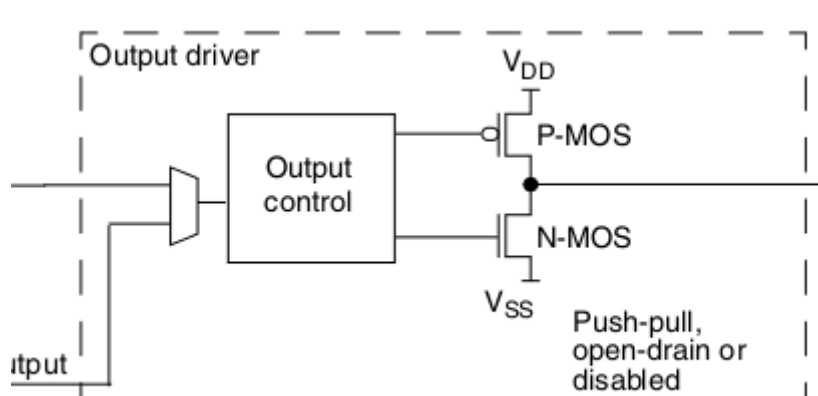 Output driver
VDD
P-MOS
Output
control
N-MOS
VSS
Push-pull,
open-drain or
disabled